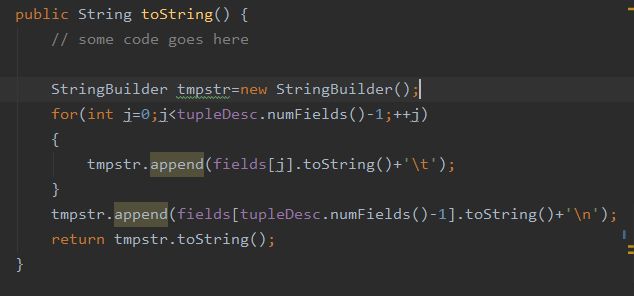 public String toString() {
    // some code goes here

    StringBuilder tmpstr=new StringBuilder();
    for(int j=0;j<tupleDesc.numFields()-1;++j)
    {
        tmpstr.append(fields[j].toString()+'\t');
    }
    tmpstr.append(fields[tupleDesc.numFields()-1].toString()+'\n');
    return tmpstr.toString();
}